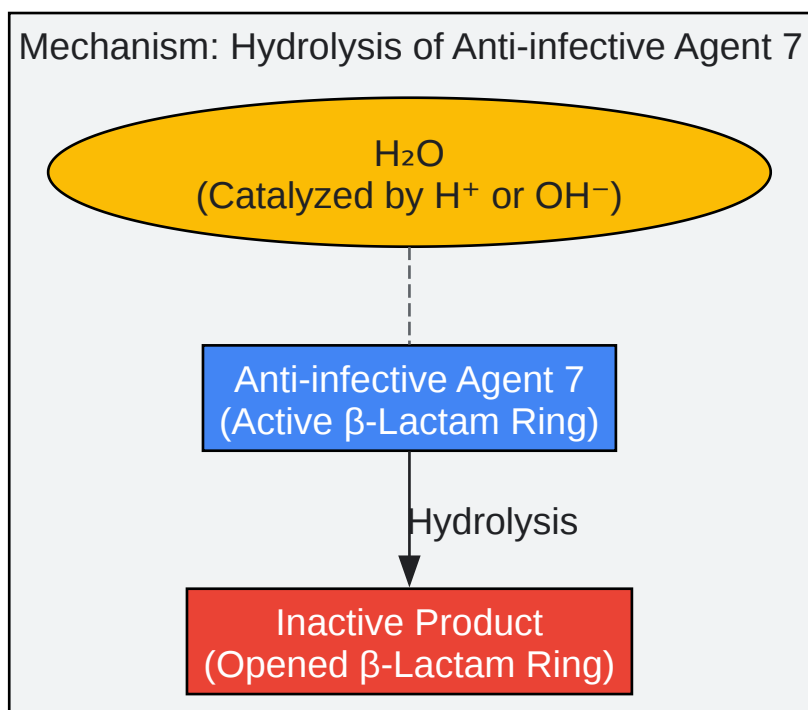 Mechanism: Hydrolysis of Anti-infective Agent 7
H₂O
(Catalyzed by H⁺ or OH⁻)
Anti-infective Agent 7
(Active β-Lactam Ring)
Hydrolysis
Inactive Product
(Opened β-Lactam Ring)